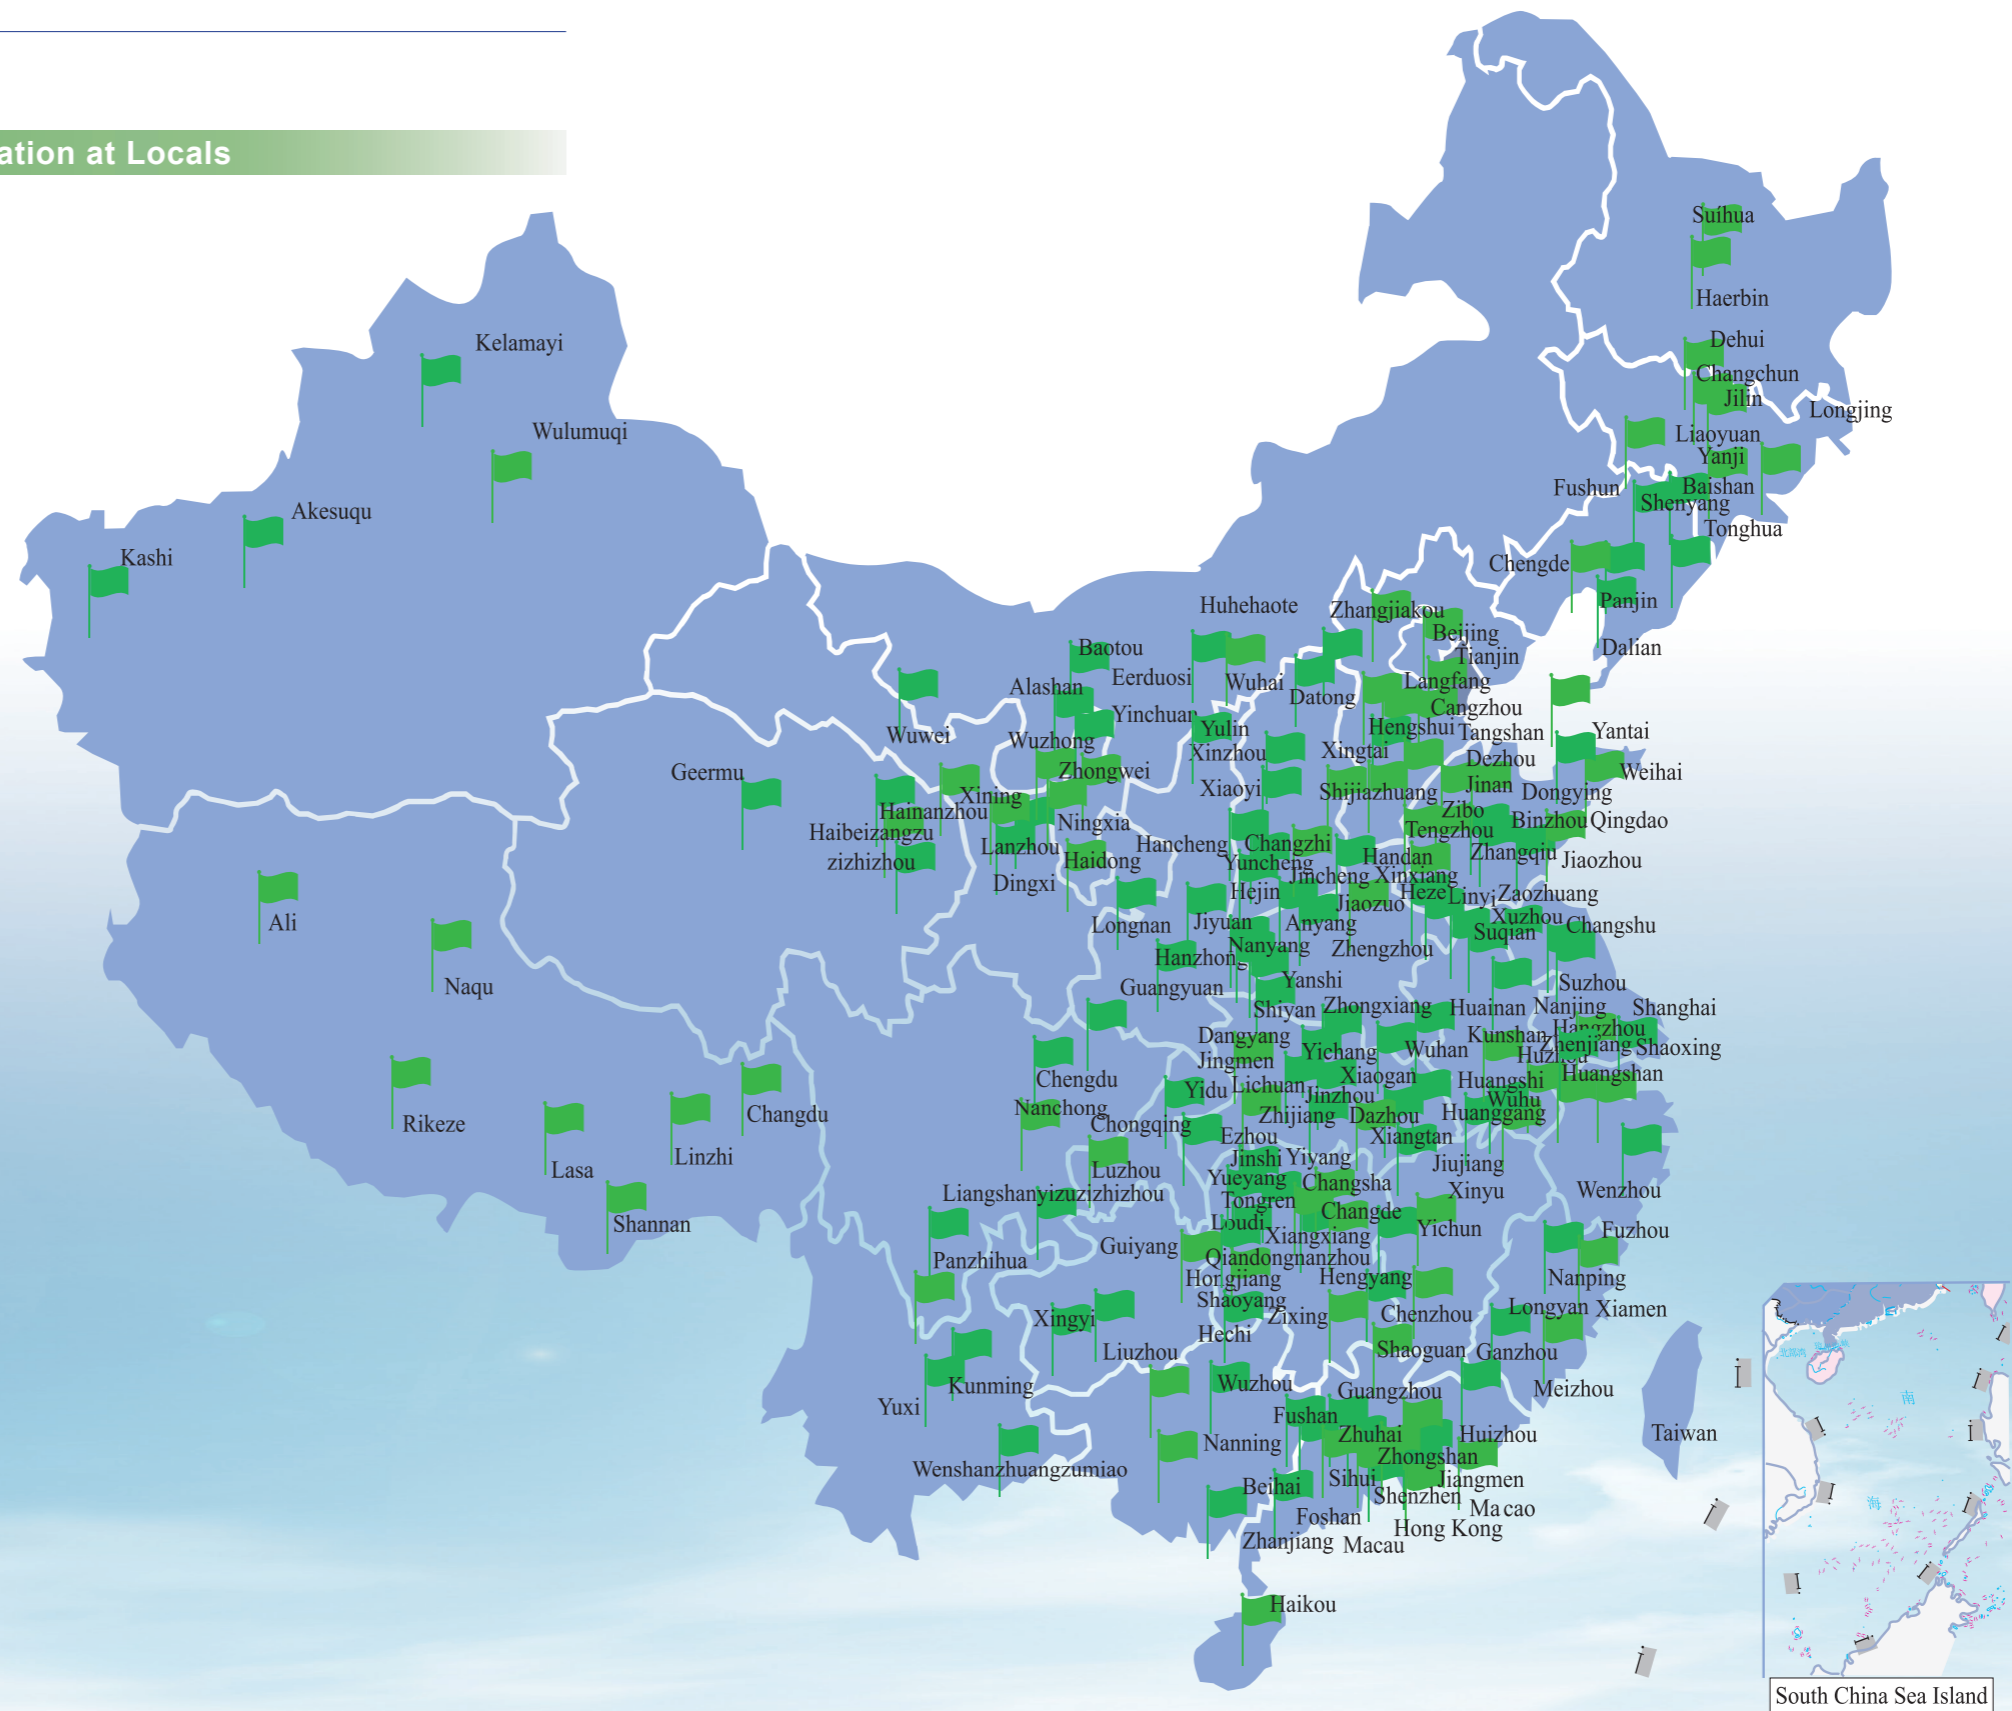 ation at Locals
Suíhua
Haerbin
Kelamayi
Dehui
Changchun
Jilin
Longjing
Wulumuqi
Liaoyuan
Yanji
Fushun
Baishan
Shenyang
Akesuqu
Tonghua
Kashi
Chengde
Panjin
Huhehaote
Zhangjiakou
Beijing
Baotou
Tianjin
Dalian
Eerduosi
Wuhai
Langfang
Alashan
Datong
Cangzhou
Yinchuan
Yulin
Hengshui
Tangshan
Yantai
Wuwei
Wuzhong
Xinzhou
Xingtai
Dezhou
Geermu
Zhongwei
Weihai
Xiaoyi
Shijiazhuang
Jinan
Dongying
Xining
Hainanzhou
Zibo
Ningxia
Binzhou
Qingdao
Haibeizangzu
Tengzhou
Lanzhou
Hancheng
Changzhi
Handan
Zhangqiu
zizhizhou
Haidong
Yuncheng
Jiaozhou
Dingxi
Jincheng
Xinxiang
Hejin
Heze
Linyi
Zaozhuang
Jiaozuo
Ali
Longnan
Jiyuan
Anyang
Xuzhou
Changshu
Suqian
Nanyang
Zhengzhou
Hanzhong
Naqu
Guangyuan
Yanshi
Suzhou
Shiyan
Zhongxiang
Huainan
Nanjing
Shanghai
Dangyang
Kunshan
Hangzhou
Zhenjiang
Shaoxing
Jingmen
Yichang
Wuhan
Huzhou
Chengdu
Lichuan
Xiaogan
Huangshi
Huangshan
Yidu
Jinzhou
Wuhu
Nanchong
Zhijiang
Dazhou
Huanggang
Changdu
Rikeze
Chongqing
Ezhou
Xiangtan
Linzhi
Jinshi
Yiyang
Jiujiang
Lasa
Luzhou
Yueyang
Changsha
Xinyu
Wenzhou
Liangshanyizuzizhizhou
Tongren
Changde
Shannan
Loudi
Xiangxiang
Yichun
Fuzhou
Guiyang
Qiandongnanzhou
Panzhihua
Hongjiang
Hengyang
Nanping
Shaoyang
Zixing
Chenzhou
Longyan
Xiamen
Xingyi
Hechi
Liuzhou
Shaoguan
Ganzhou
Kunming
Wuzhou
Guangzhou
Meizhou
Yuxi
Fushan
Zhuhai
Huizhou
Taiwan
Nanning
Zhongshan
Wenshanzhuangzumiao
Beihai
Sihui
Jiangmen
Shenzhen
Ma cao
Foshan
Hong Kong
Zhanjiang
Macau
Haikou
南
海
South China Sea Island